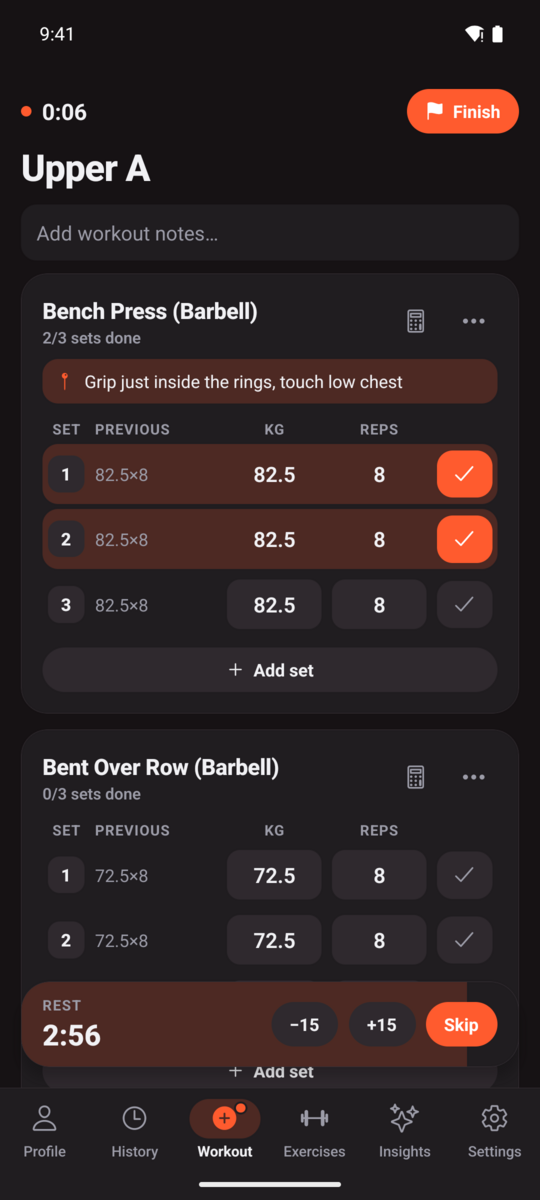 9:41
0:06
Finish
Upper A
Add workout notes…
Bench Press (Barbell)
2/3 sets done
Grip just inside the rings, touch low chest
SET PREVIOUS KG REPS
1 82.5×8 82.5 8
2 82.5×8 82.5 8
3 82.5×8 82.5 8
+ Add set
Bent Over Row (Barbell)
0/3 sets done
SET PREVIOUS KG REPS
1 72.5×8 72.5 8
2 72.5×8 72.5 8
REST
2:56 −15 +15 Skip
+ Add set
Profile History Workout Exercises Insights Settings